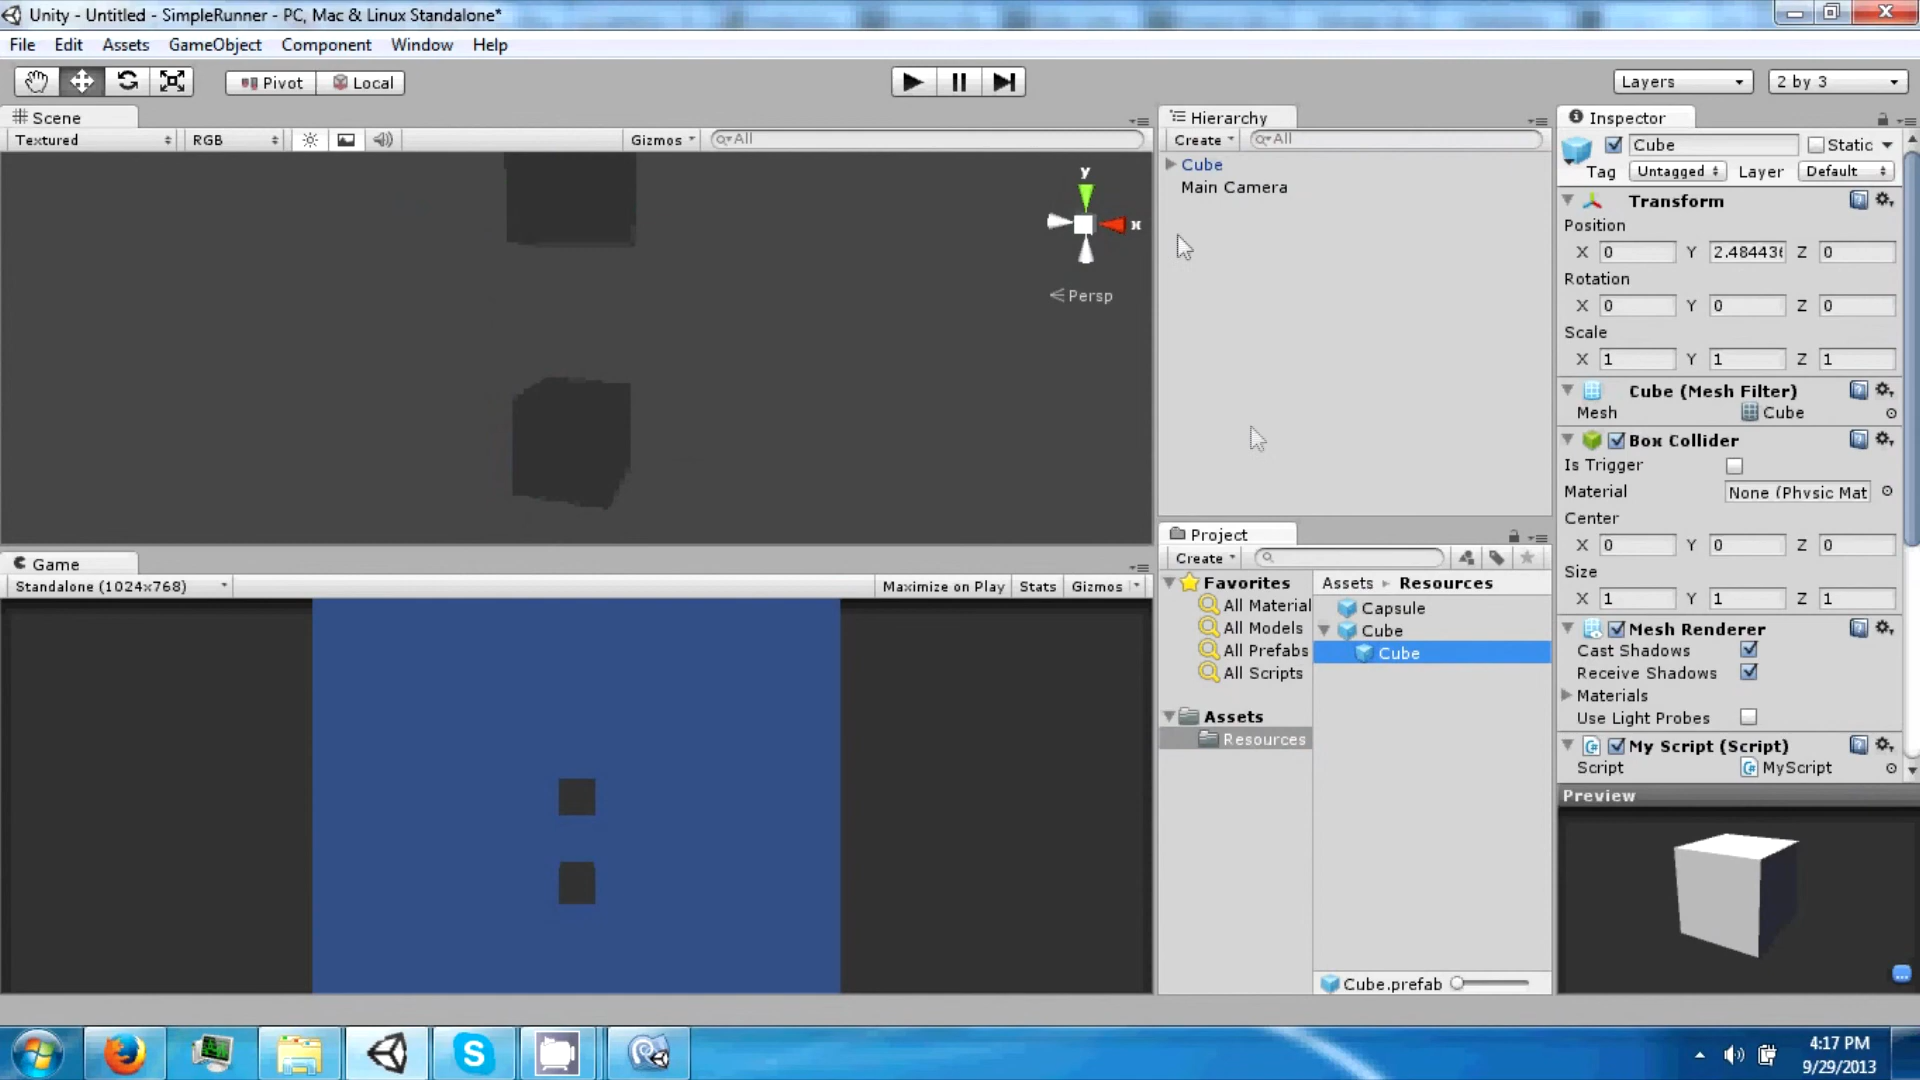 Unity - Untitled - SimpleRunner - PC, Mac & Linux Standalone*
File Edit Assets GameObject Component Window Help
Pivot Local Layers 2 by 3
Scene
Textured RGB Gizmos All
y
x
Persp
Game
Standalone (1024x768) Maximize on Play Stats Gizmos
Hierarchy
Create All
Cube
Main Camera
Project
Create
Favorites
All Material
All Models
All Prefabs
All Scripts
Assets
Resources
Assets Resources
Capsule
Cube
Cube
Cube.prefab
Inspector
Cube Static
Tag Untagged Layer Default
Transform
Position
X 0 Y 2.48443 Z 0
Rotation
X 0 Y 0 Z 0
Scale
X 1 Y 1 Z 1
Cube (Mesh Filter)
Mesh Cube
Box Collider
Is Trigger
Material None (Physic Mat
Center
X 0 Y 0 Z 0
Size
X 1 Y 1 Z 1
Mesh Renderer
Cast Shadows
Receive Shadows
Materials
Use Light Probes
My Script (Script)
Script MyScript
Preview
4:17 PM
9/29/2013